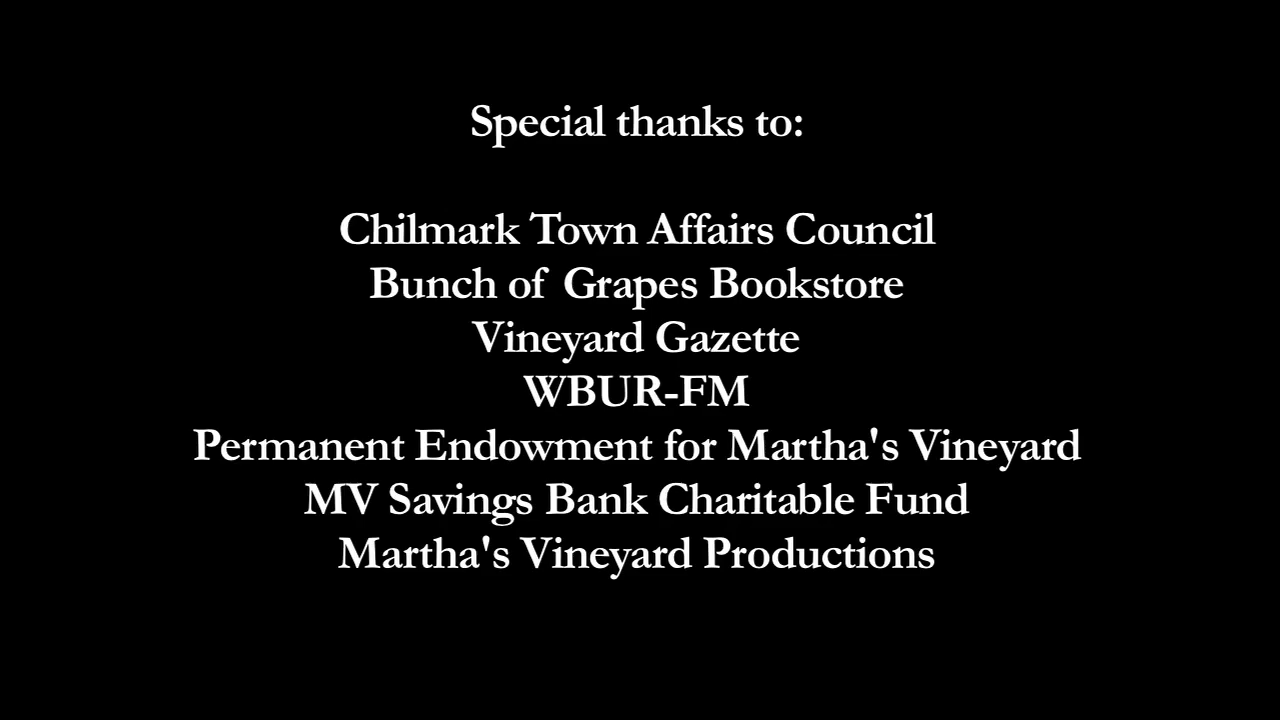 Special thanks to:
Chilmark Town Affairs Council
Bunch of Grapes Bookstore
Vineyard Gazette
WBUR-FM
Permanent Endowment for Martha's Vineyard
MV Savings Bank Charitable Fund
Martha's Vineyard Productions